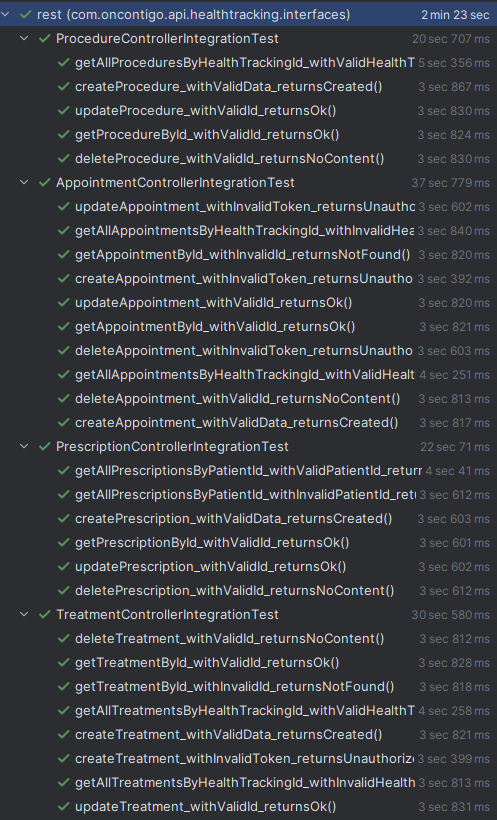 rest (com.oncontigo.api.healthtracking.interfaces) 2 min 23 sec
ProcedureControllerIntegrationTest 20 sec 707 ms
getAllProceduresByHealthTrackingId_withValidHealthT 5 sec 356 ms
createProcedure_withValidData_returnsCreated() 3 sec 867 ms
updateProcedure_withValidId_returnsOk() 3 sec 830 ms
getProcedureById_withValidId_returnsOk() 3 sec 824 ms
deleteProcedure_withValidId_returnsNoContent() 3 sec 830 ms
AppointmentControllerIntegrationTest 37 sec 779 ms
updateAppointment_withInvalidToken_returnsUnautho 3 sec 602 ms
getAllAppointmentsByHealthTrackingId_withInvalidHea 3 sec 840 ms
getAppointmentById_withInvalidId_returnsNotFound() 3 sec 820 ms
createAppointment_withInvalidToken_returnsUnautho 3 sec 392 ms
updateAppointment_withValidId_returnsOk() 3 sec 820 ms
getAppointmentById_withValidId_returnsOk() 3 sec 821 ms
deleteAppointment_withInvalidToken_returnsUnautho 3 sec 603 ms
getAllAppointmentsByHealthTrackingId_withValidHealt 4 sec 251 ms
deleteAppointment_withValidId_returnsNoContent() 3 sec 813 ms
createAppointment_withValidData_returnsCreated() 3 sec 817 ms
PrescriptionControllerIntegrationTest 22 sec 71 ms
getAllPrescriptionsByPatientId_withValidPatientId_returr 4 sec 41 ms
getAllPrescriptionsByPatientId_withInvalidPatientId_ret 3 sec 612 ms
createPrescription_withValidData_returnsCreated() 3 sec 603 ms
getPrescriptionById_withValidId_returnsOk() 3 sec 601 ms
updatePrescription_withValidId_returnsOk() 3 sec 602 ms
deletePrescription_withValidId_returnsNoContent() 3 sec 612 ms
TreatmentControllerIntegrationTest 30 sec 580 ms
deleteTreatment_withValidId_returnsNoContent() 3 sec 812 ms
getTreatmentById_withValidId_returnsOk() 3 sec 828 ms
getTreatmentById_withInvalidId_returnsNotFound() 3 sec 818 ms
getAllTreatmentsByHealthTrackingId_withValidHealthT 4 sec 258 ms
createTreatment_withValidData_returnsCreated() 3 sec 821 ms
createTreatment_withInvalidToken_returnsUnauthoriz 3 sec 399 ms
getAllTreatmentsByHealthTrackingId_withInvalidHealth 3 sec 813 ms
updateTreatment_withValidId_returnsOk() 3 sec 831 ms